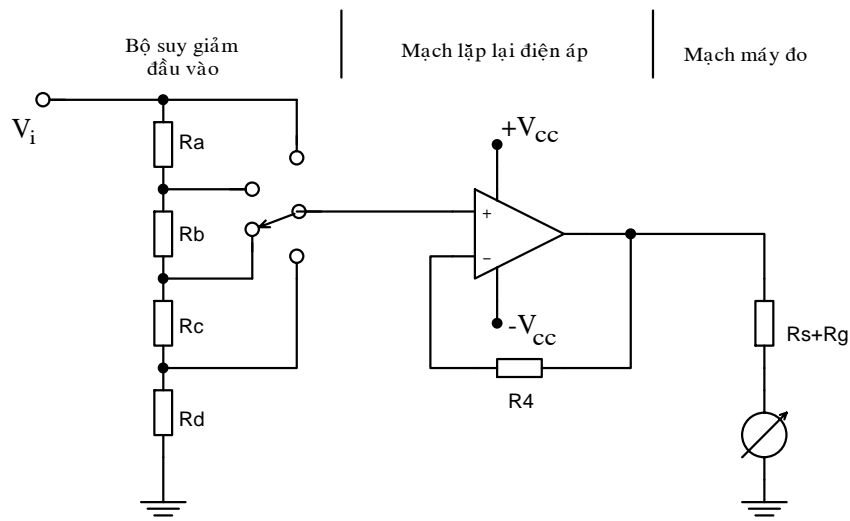 Bộ suy giảm
đầu vào
Mạch lặp lại điện áp
Mạch máy đo
Vi
Ra
+Vcc
Rb
+
−
Rc
-Vcc
Rs+Rg
R4
Rd